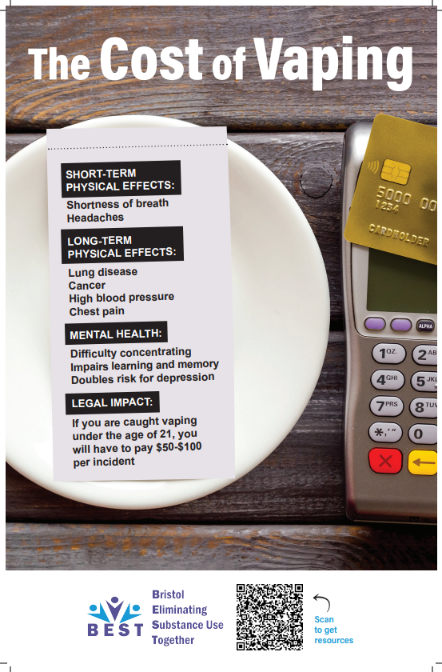 The Cost of Vaping
SHORT-TERM
PHYSICAL EFFECTS:
Shortness of breath
Headaches
LONG-TERM
PHYSICAL EFFECTS:
Lung disease
Cancer
High blood pressure
Chest pain
MENTAL HEALTH:
Difficulty concentrating
Impairs learning and memory
Doubles risk for depression
LEGAL IMPACT:
If you are caught vaping
under the age of 21, you
will have to pay $50-$100
per incident
5000 00
1234
CARDHOLDER
ALPHA
1 QZ.
2 AB
4 GHI
5 JKL
7 PRS
8 TUV
0
BEST
Bristol
Eliminating
Substance Use
Together
Scan
to get
resources